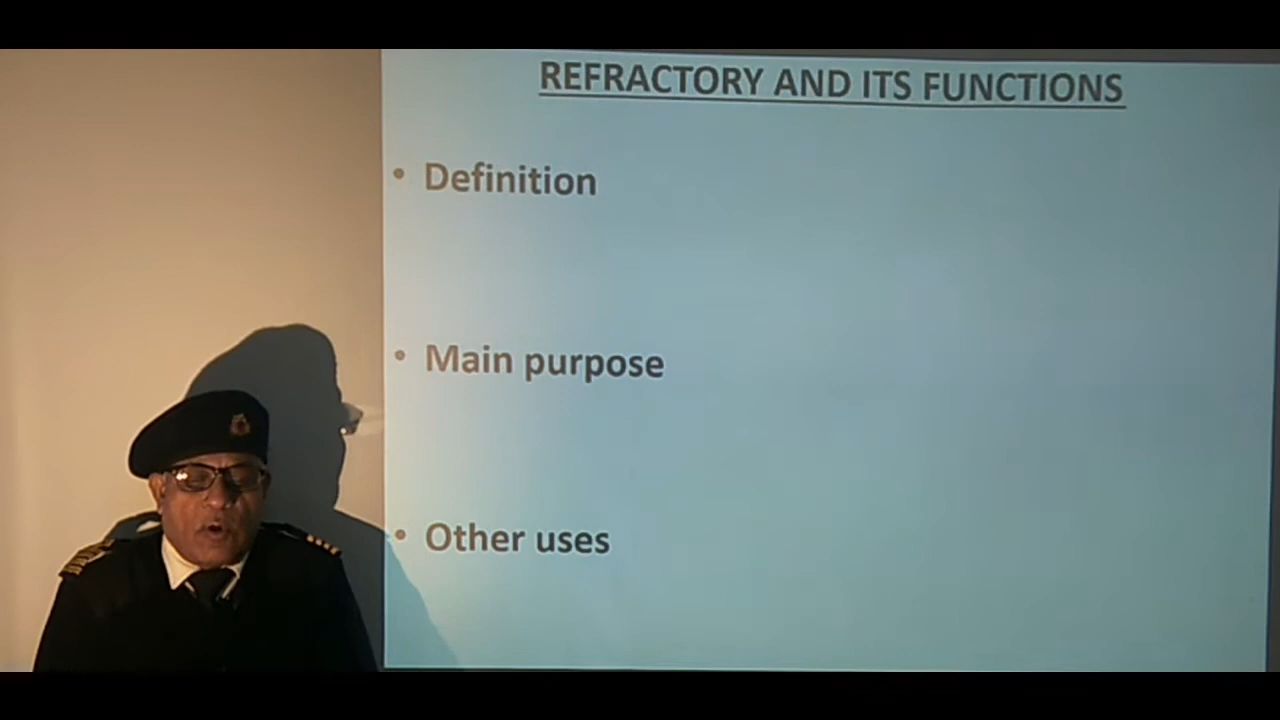 REFRACTORY AND ITS FUNCTIONS
• Definition
• Main purpose
• Other uses